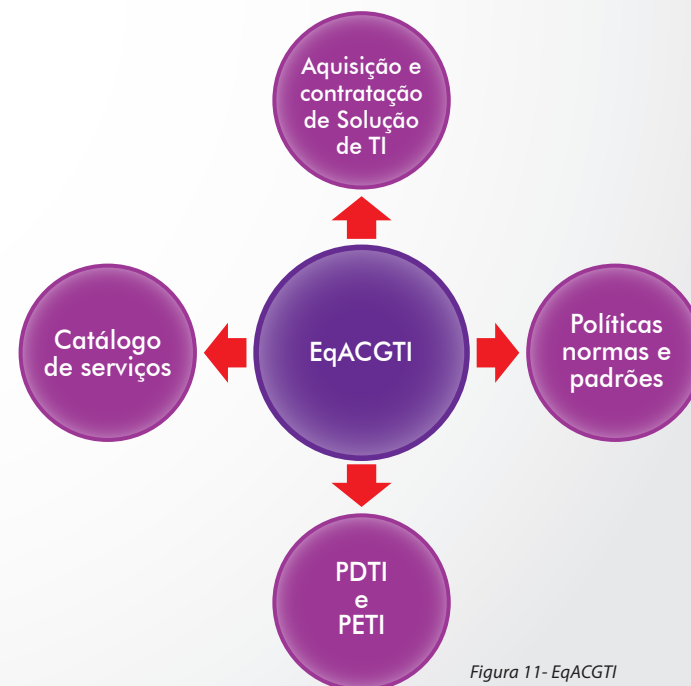 Aquisição e
contratação
de Solução
de TI
Catálogo
de serviços
EqACGTI
Políticas
normas e
padrões
PDTI
e
PETI
Figura 11- EqACGTI